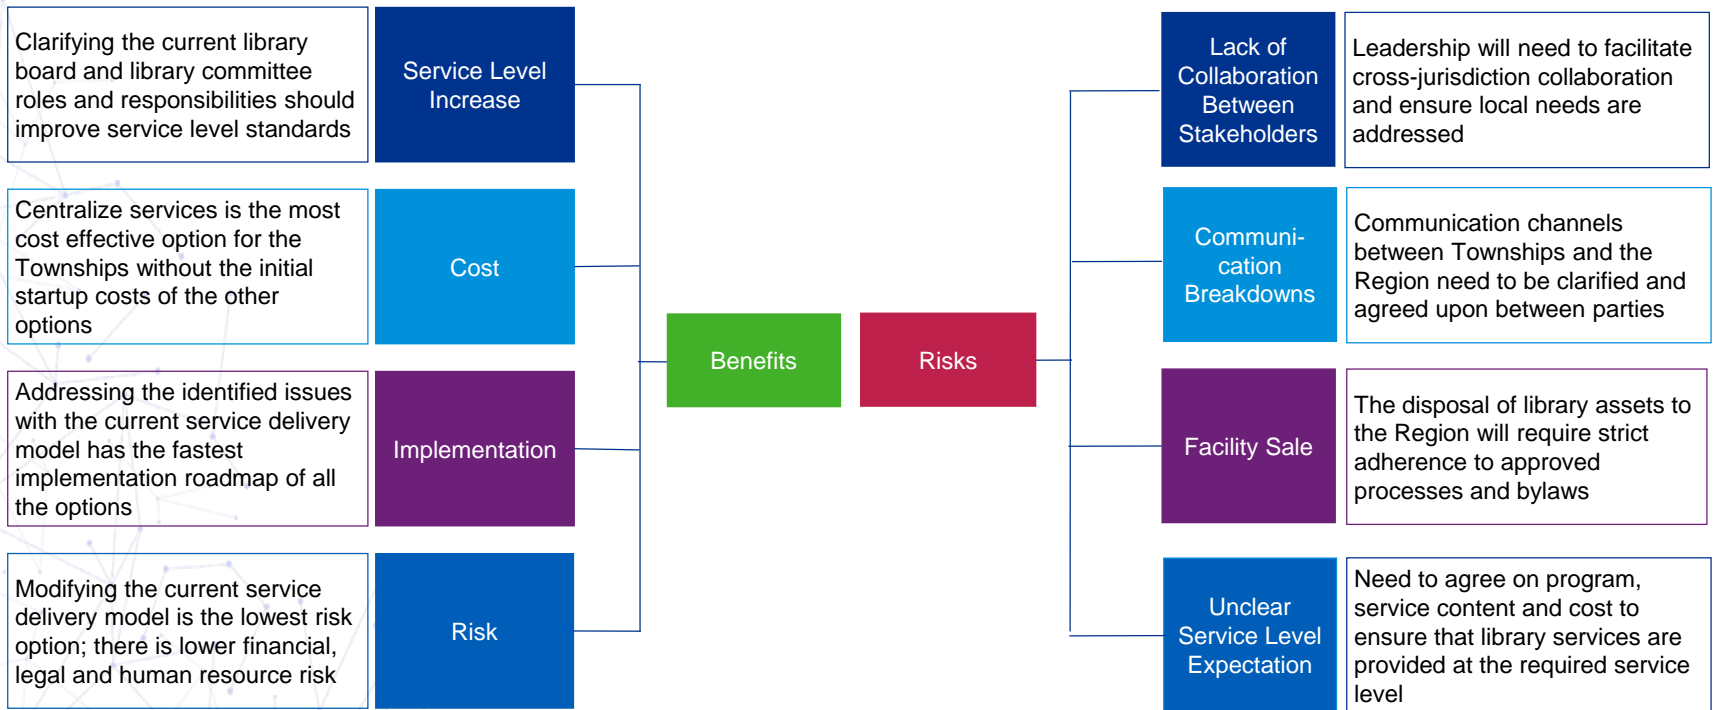 Clarifying the current library
board and library committee
roles and responsibilities should
improve service level standards
Service Level
Increase
Centralize services is the most
cost effective option for the
Townships without the initial
startup costs of the other
options
Cost
Addressing the identified issues
with the current service delivery
model has the fastest
implementation roadmap of all
the options
Implementation
Modifying the current service
delivery model is the lowest risk
option; there is lower financial,
legal and human resource risk
Risk
Benefits
Risks
Lack of
Collaboration
Between
Stakeholders
Leadership will need to facilitate
cross-jurisdiction collaboration
and ensure local needs are
addressed
Communi-
cation
Breakdowns
Communication channels
between Townships and the
Region need to be clarified and
agreed upon between parties
Facility Sale
The disposal of library assets to
the Region will require strict
adherence to approved
processes and bylaws
Unclear
Service Level
Expectation
Need to agree on program,
service content and cost to
ensure that library services are
provided at the required service
level